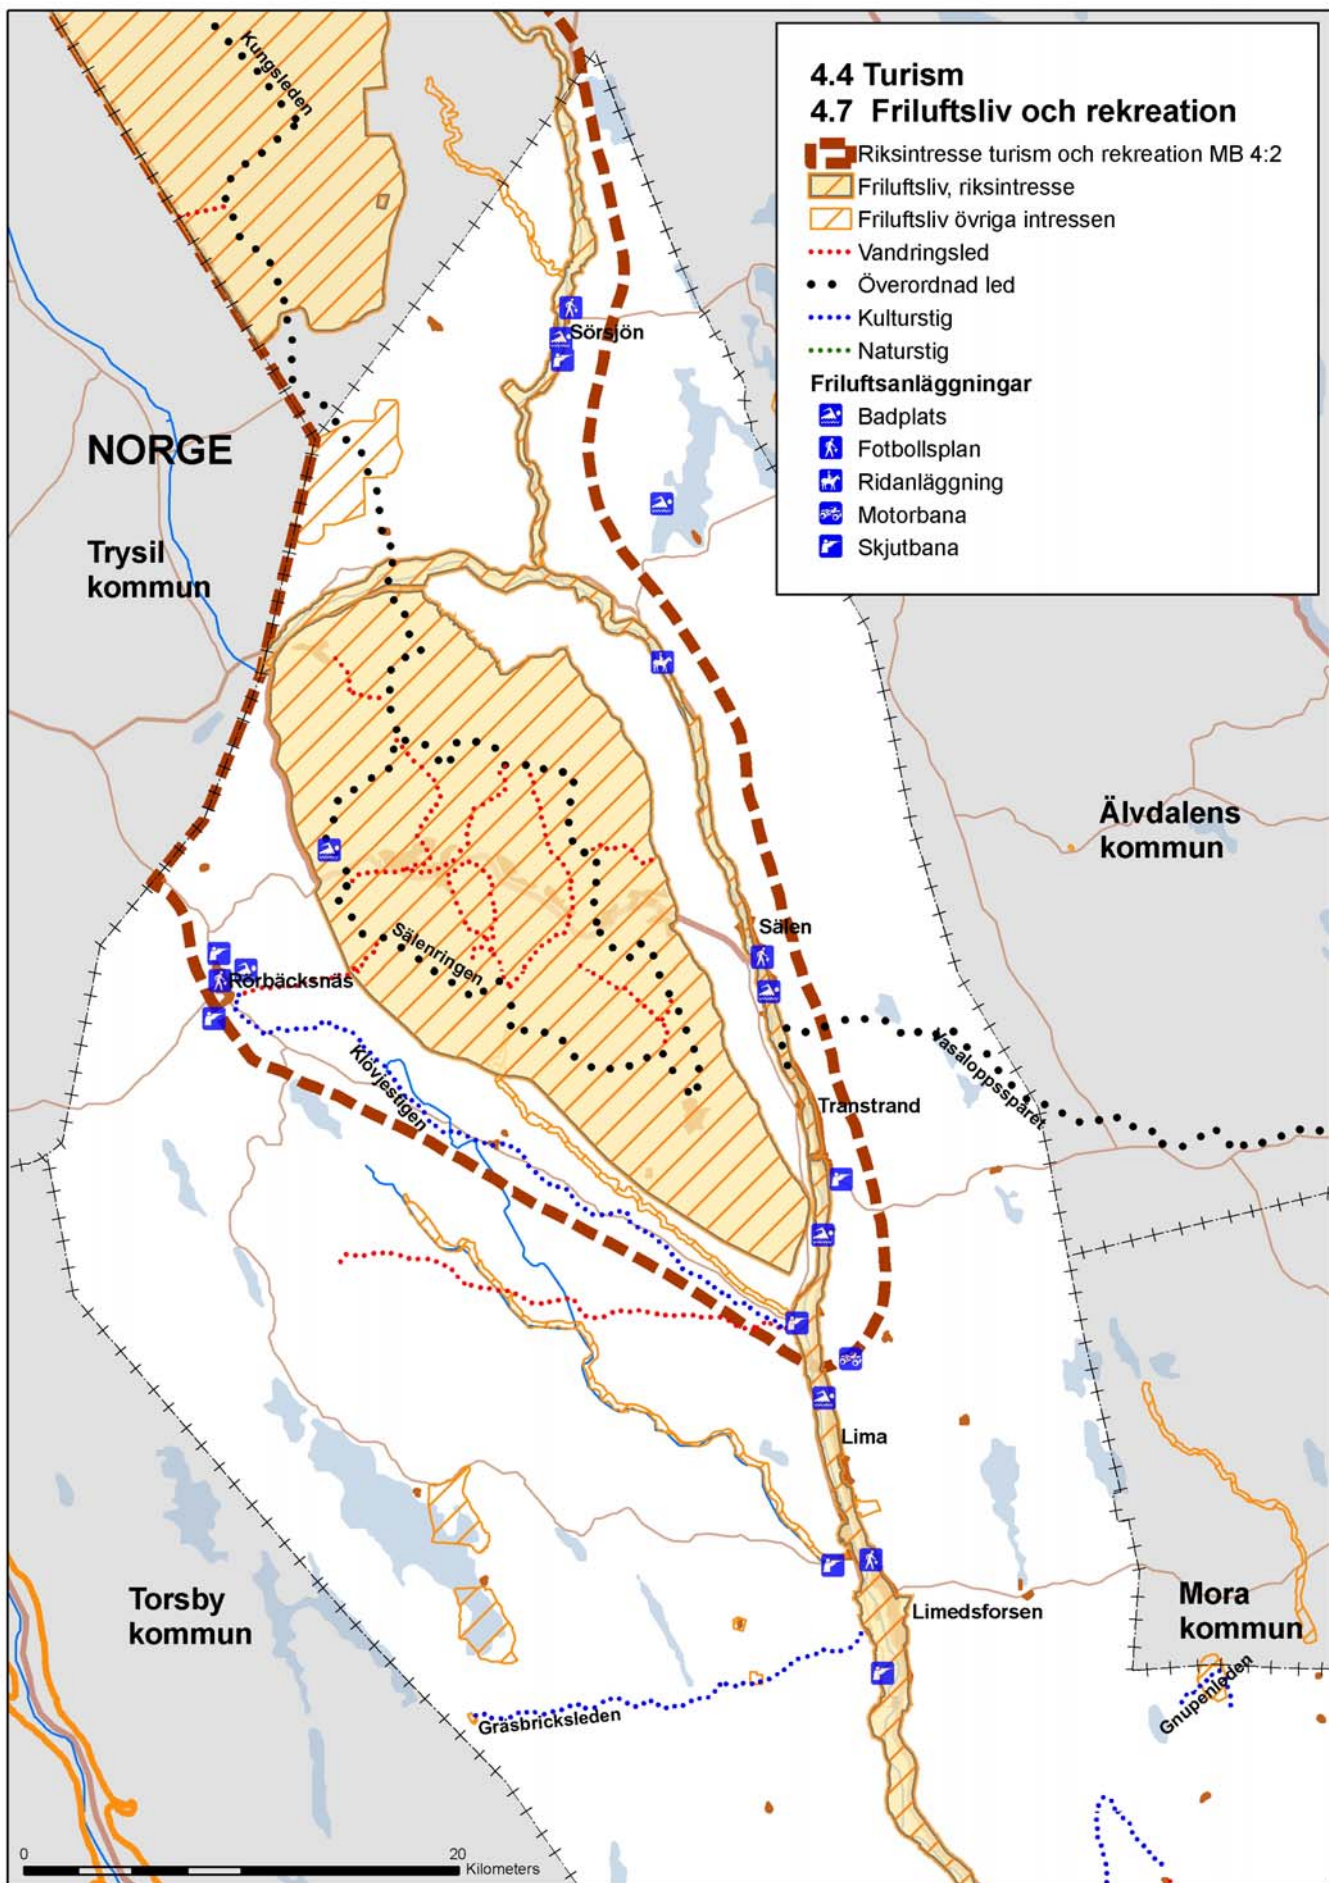 4.4 Turism
4.7 Friluftsliv och rekreation
Riksintresse turism och rekreation MB 4:2
Friluftsliv, riksintresse
Friluftsliv övriga intressen
Vandringsled
Överordnad led
Kulturstig
Naturstig
Friluftsanläggningar
Badplats
Fotbollsplan
Ridanläggning
Motorbana
Skjutbana
Kungsleden
Sörsjön
NORGE
Trysil
kommun
Älvdalens
kommun
Sälen
Sälenringen
Rörbäcksnäs
Klövjestigen
Vasaloppsspåret
Transtrand
Lima
Torsby
kommun
Limedsforsen
Mora
kommun
Gnupenleden
Gräsbricksleden
0
20
Kilometers